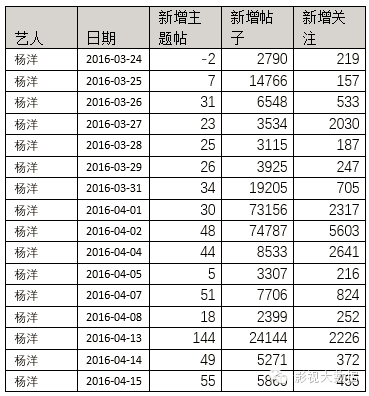 艺人 日期 新增主题帖 新增帖子 新增关注
杨洋 2016-03-24 -2 2790 219
杨洋 2016-03-25 7 14766 157
杨洋 2016-03-26 31 6548 533
杨洋 2016-03-27 23 3534 2030
杨洋 2016-03-28 25 3115 187
杨洋 2016-03-29 26 3925 247
杨洋 2016-03-31 34 19205 705
杨洋 2016-04-01 30 73156 2317
杨洋 2016-04-02 48 74787 5603
杨洋 2016-04-04 44 8533 2641
杨洋 2016-04-05 5 3307 216
杨洋 2016-04-07 51 7706 824
杨洋 2016-04-08 18 2399 252
杨洋 2016-04-13 144 24144 2226
杨洋 2016-04-14 49 5271 372
杨洋 2016-04-15 55
影视大数据